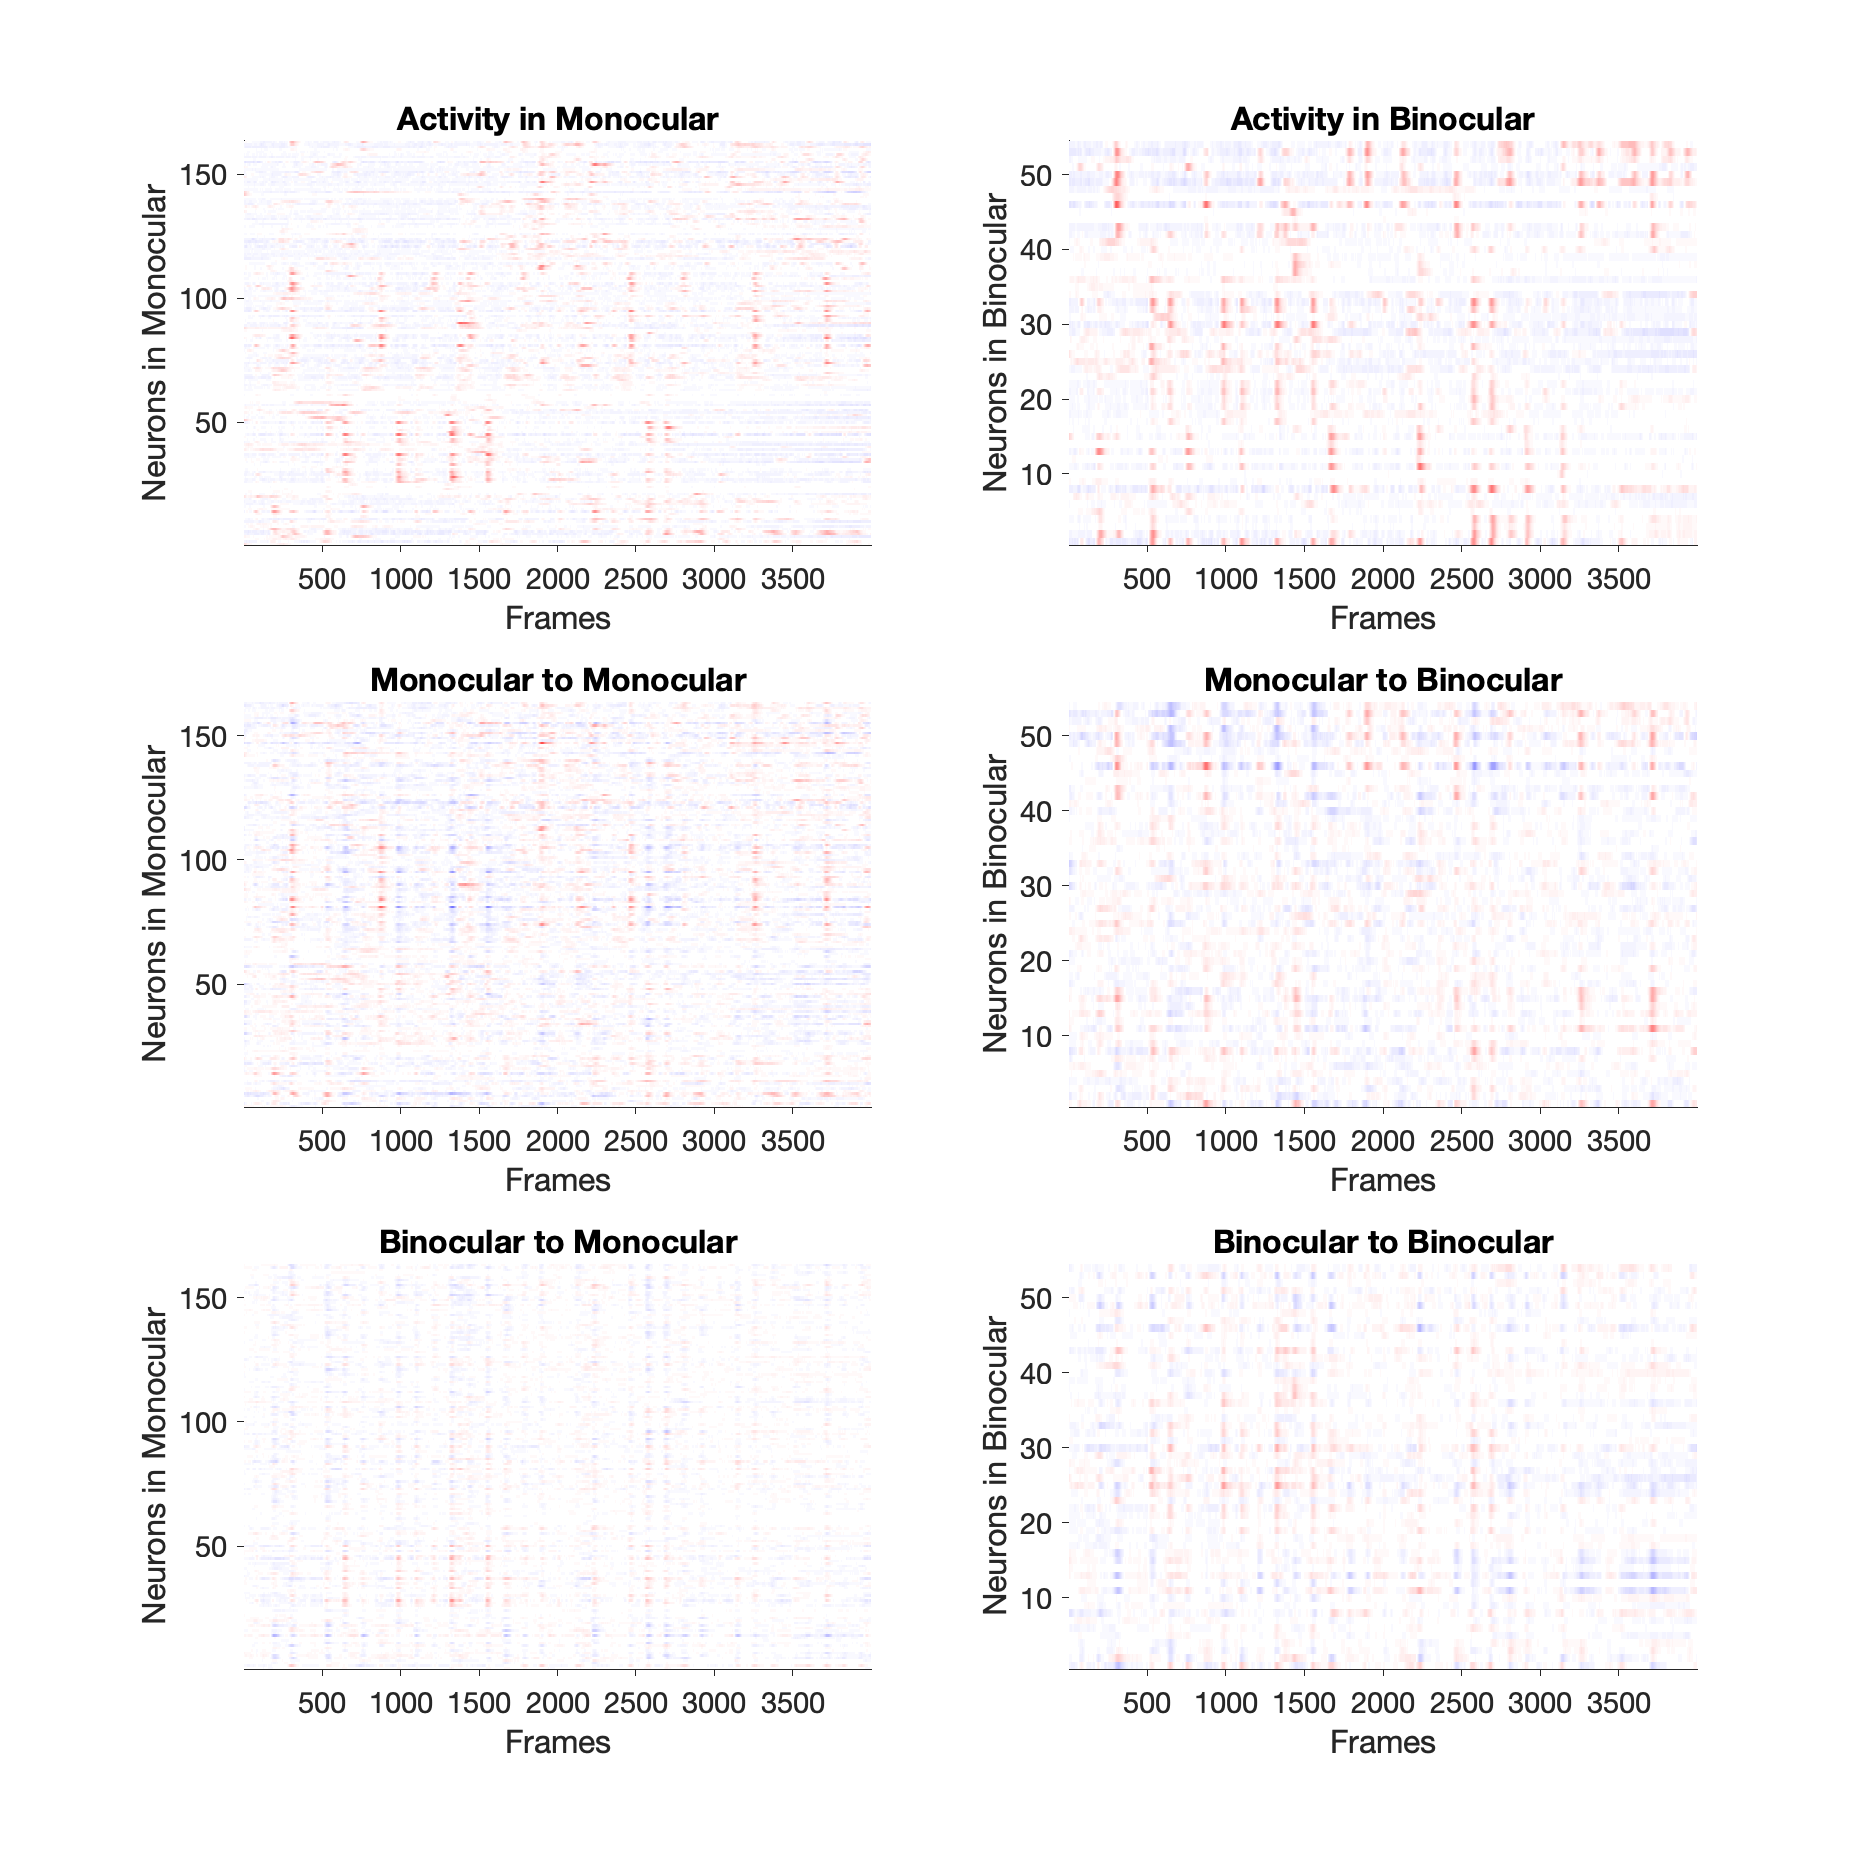 Activity in Monocular
Neurons in Monocular
150
100
50
500 1000 1500 2000 2500 3000 3500
Frames
Activity in Binocular
Neurons in Binocular
50
40
30
20
10
500 1000 1500 2000 2500 3000 3500
Frames
Monocular to Monocular
Neurons in Monocular
150
100
50
500 1000 1500 2000 2500 3000 3500
Frames
Monocular to Binocular
Neurons in Binocular
50
40
30
20
10
500 1000 1500 2000 2500 3000 3500
Frames
Binocular to Monocular
Neurons in Monocular
150
100
50
500 1000 1500 2000 2500 3000 3500
Frames
Binocular to Binocular
Neurons in Binocular
50
40
30
20
10
500 1000 1500 2000 2500 3000 3500
Frames